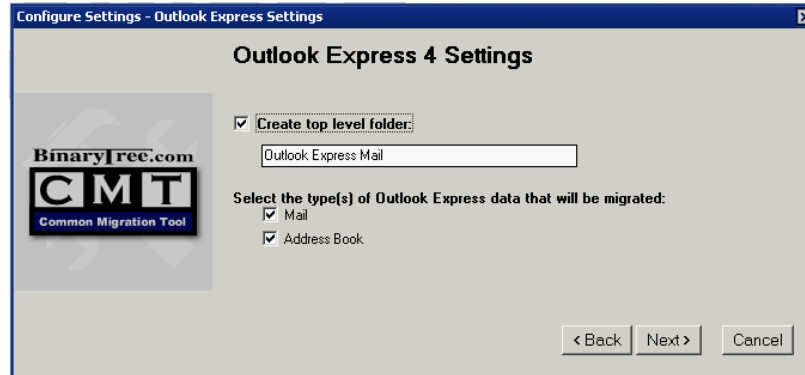 Configure Settings - Outlook Express Settings
Outlook Express 4 Settings
Create top level folder:
Outlook Express Mail
BinaryTree.com
CMT
Common Migration Tool
Select the type(s) of Outlook Express data that will be migrated:
Mail
Address Book
< Back
Next >
Cancel